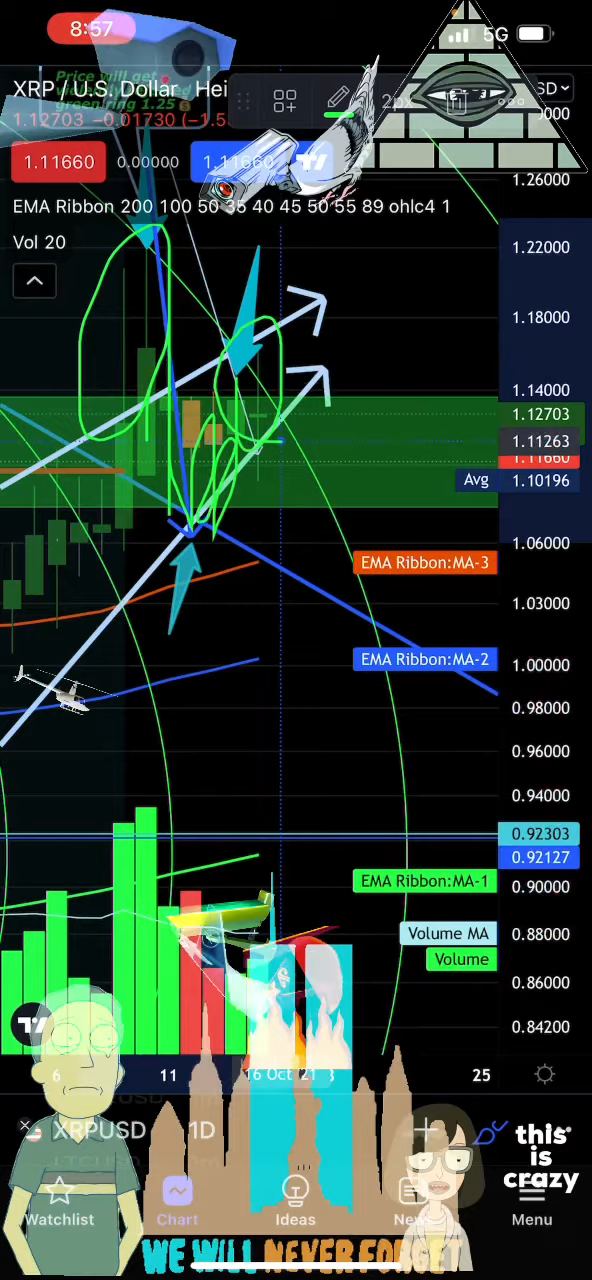 8:57
5G
Price will get
green ring 1.25
XRP / U.S. Dollar Hei
2px
1.12703 −0.01730 (−1.5
1.11660 0.00000 1.11660
1.26000
EMA Ribbon 200 100 50 35 40 45 50 55 89 ohlc4 1
Vol 20
1.22000
1.18000
1.14000
1.12703
1.11263
1.11660
Avg 1.10196
1.06000
EMA Ribbon:MA-3
1.03000
EMA Ribbon:MA-2
1.00000
0.98000
0.96000
0.94000
0.92303
0.92127
EMA Ribbon:MA-1
0.90000
Volume MA
0.88000
Volume
0.86000
0.84200
6 11 16 Oct '21 25
XRPUSD 1D
this
is
crazy
Watchlist Chart Ideas News Menu
WE WILL NEVER FORGET